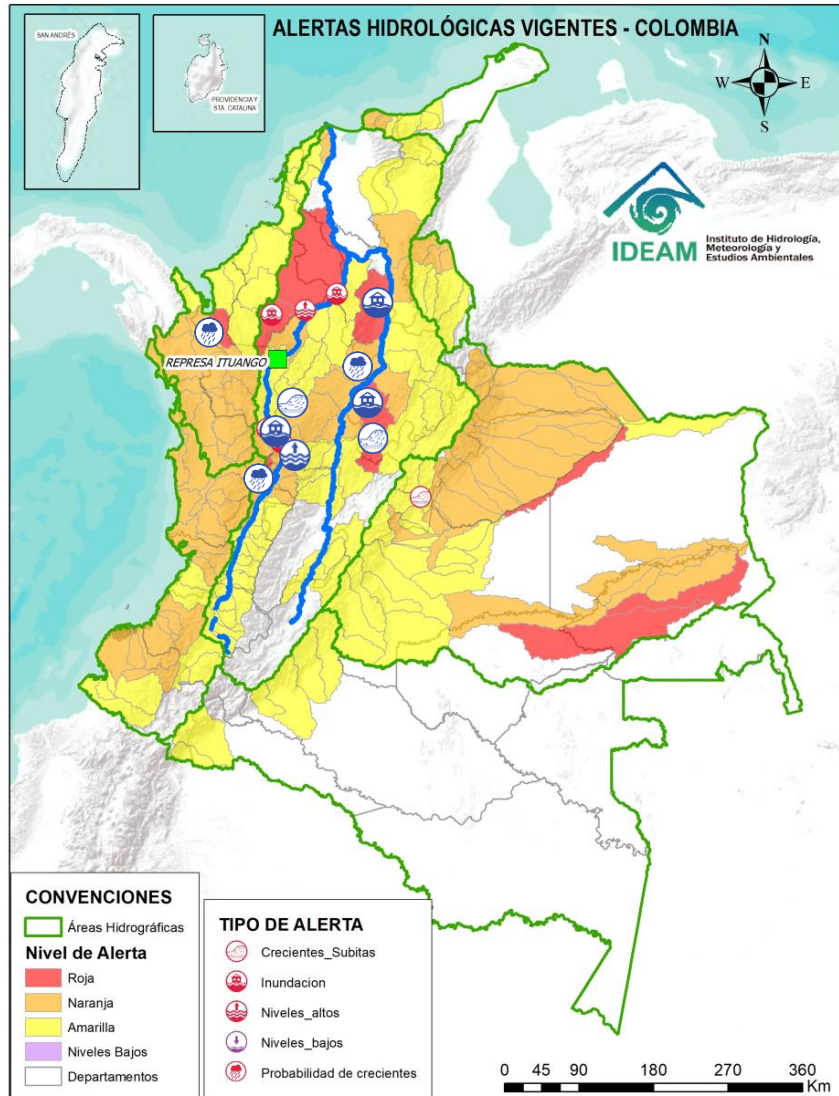 ALERTAS HIDROLÓGICAS VIGENTES - COLOMBIA
SAN ANDRÉS
PROVIDENCIA Y
STA. CATALINA
N
W E
S
IDEAM
Instituto de Hidrología,
Meteorología y
Estudios Ambientales
REPRESA ITUANGO
CONVENCIONES
Áreas Hidrográficas
Nivel de Alerta
Roja
Naranja
Amarilla
Niveles Bajos
Departamentos
TIPO DE ALERTA
Crecientes_Subitas
Inundacion
Niveles_altos
Niveles_bajos
Probabilidad de crecientes
0 45 90 180 270 360
Km